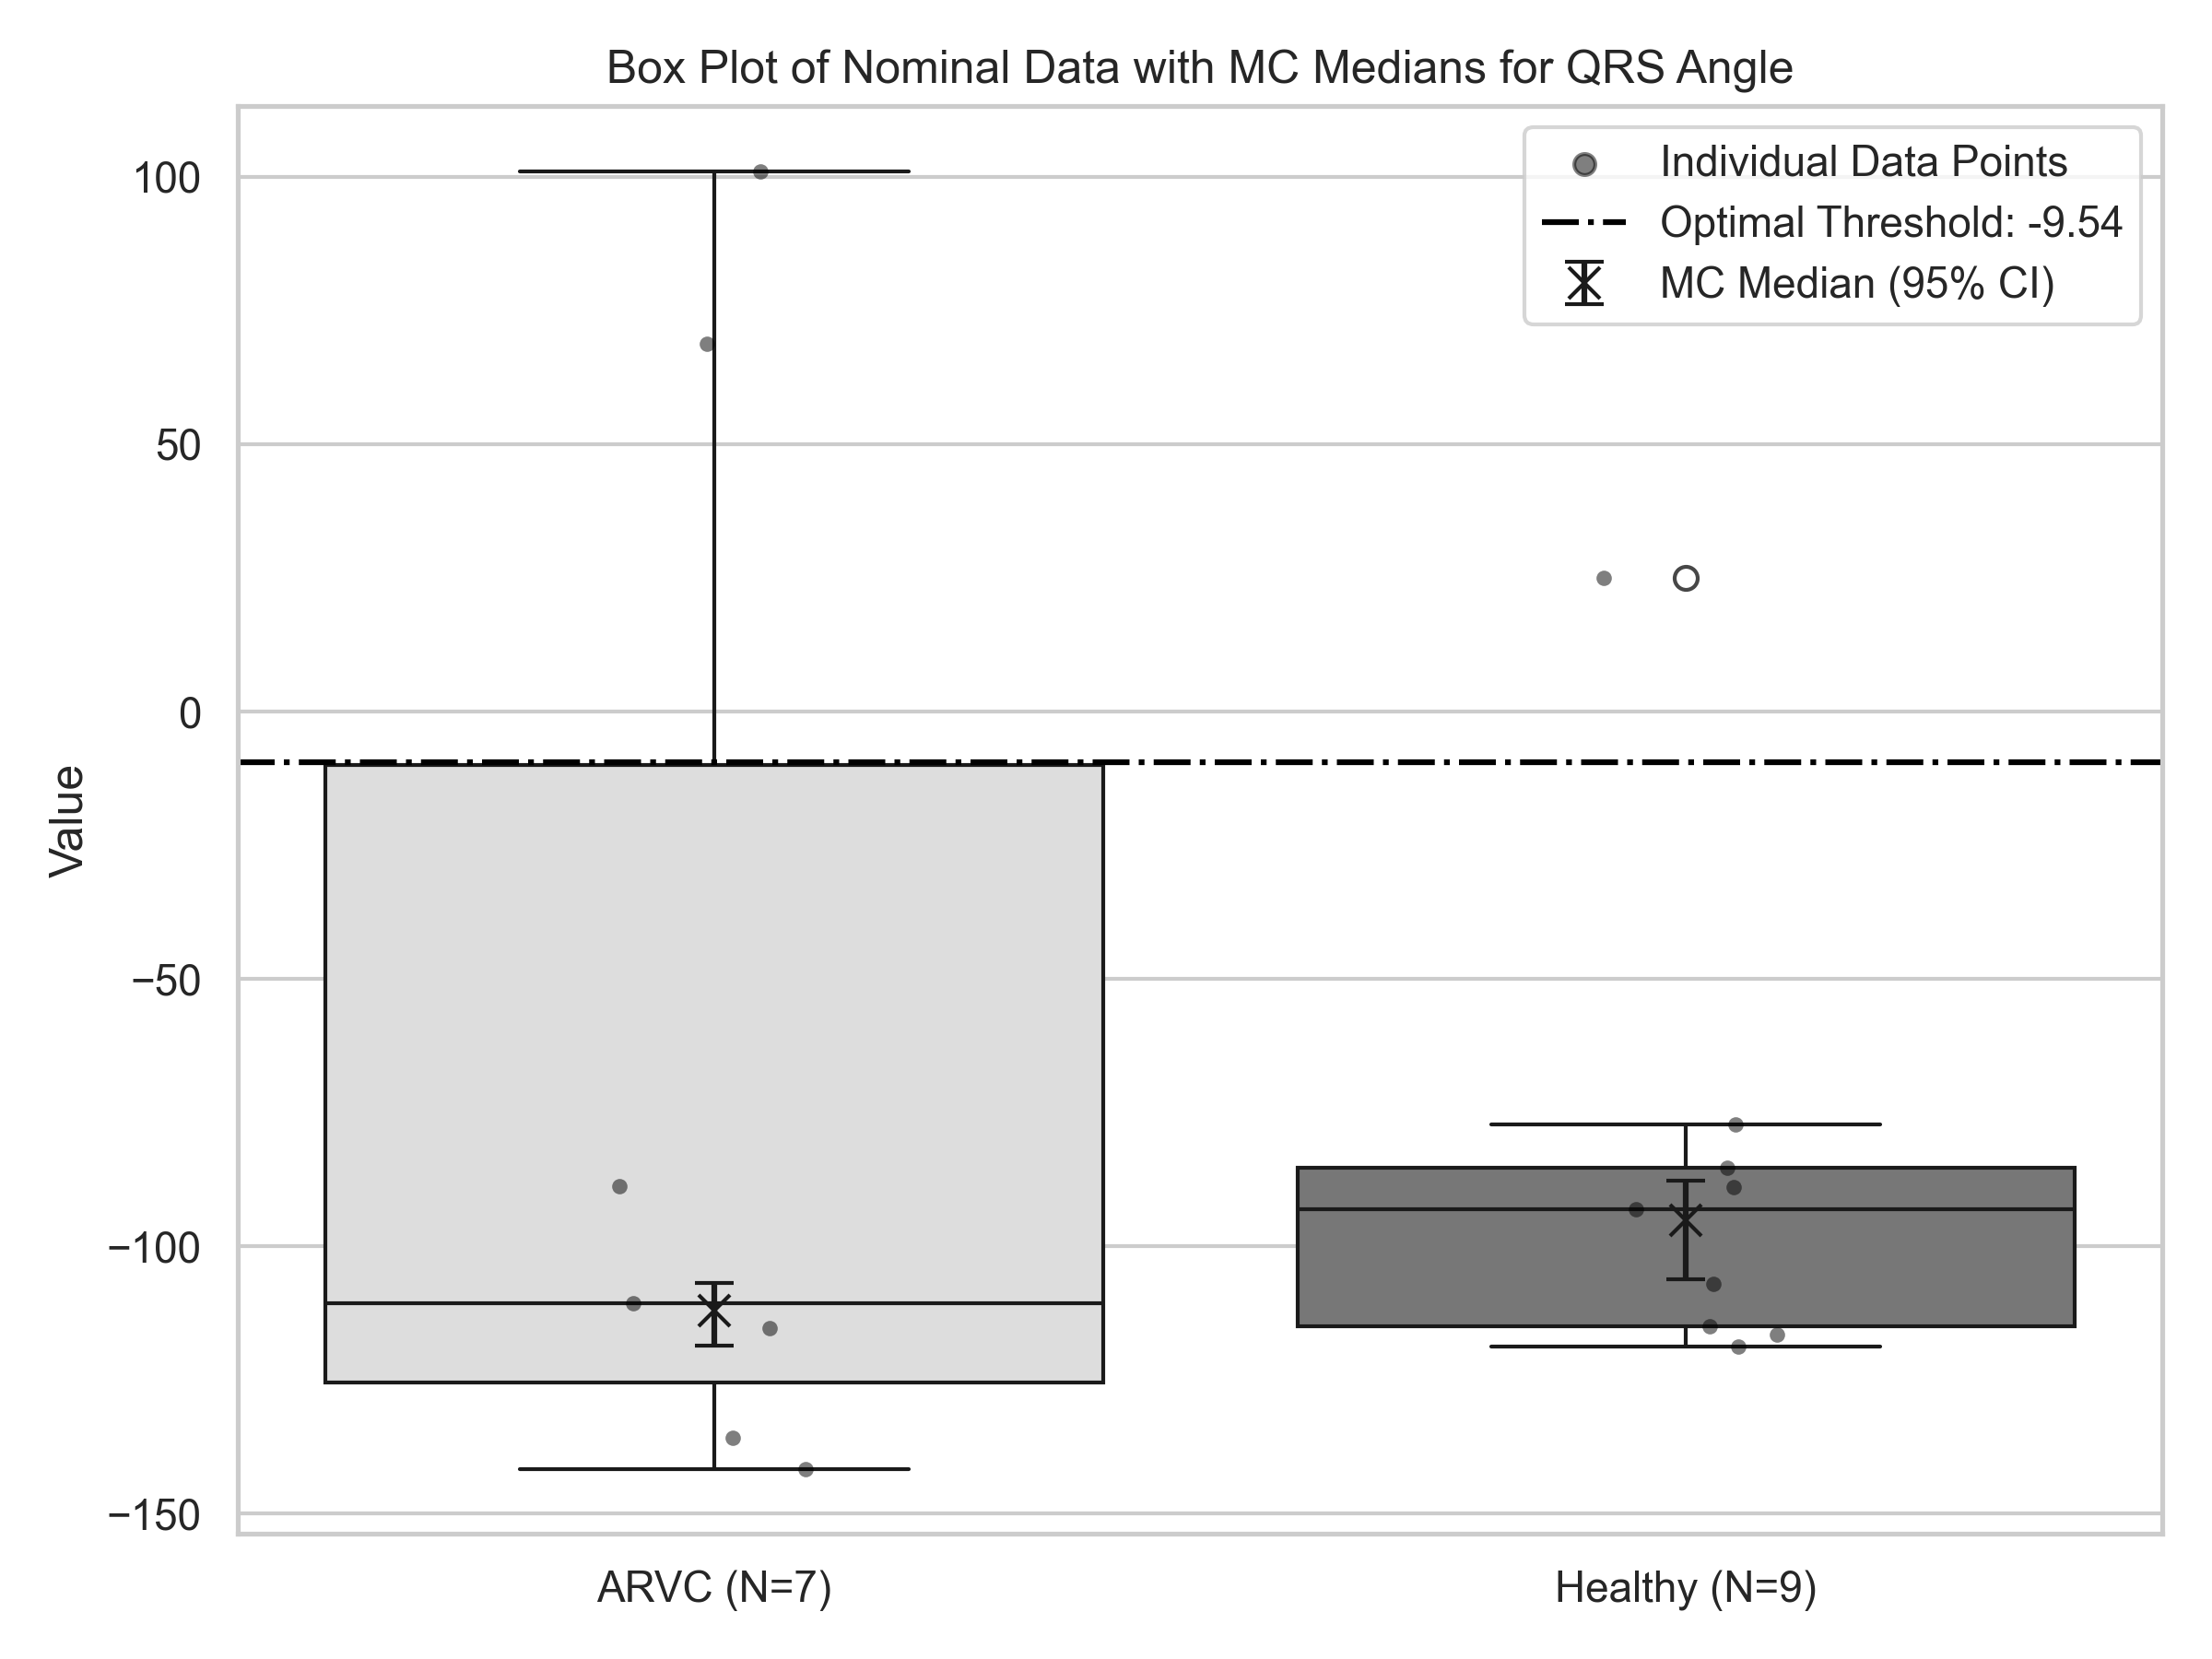 Box Plot of Nominal Data with MC Medians for QRS Angle
Individual Data Points
Optimal Threshold: -9.54
MC Median (95% CI)
Value
100
50
0
−50
−100
−150
ARVC (N=7)
Healthy (N=9)